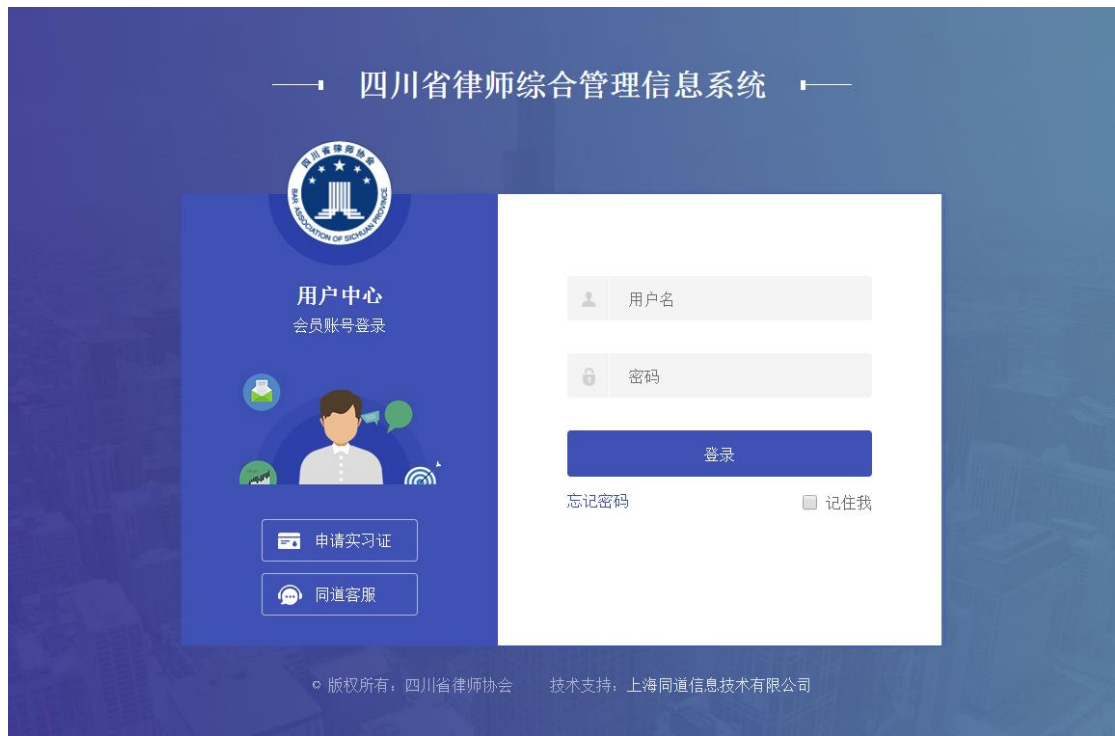 四川省律师综合管理信息系统
四川省律师协会
BAR ASSOCIATION OF SICHUAN PROVINCE
用户中心
会员账号登录
申请实习证
同道客服
用户名
密码
登录
忘记密码 记住我
© 版权所有：四川省律师协会 技术支持：上海同道信息技术有限公司